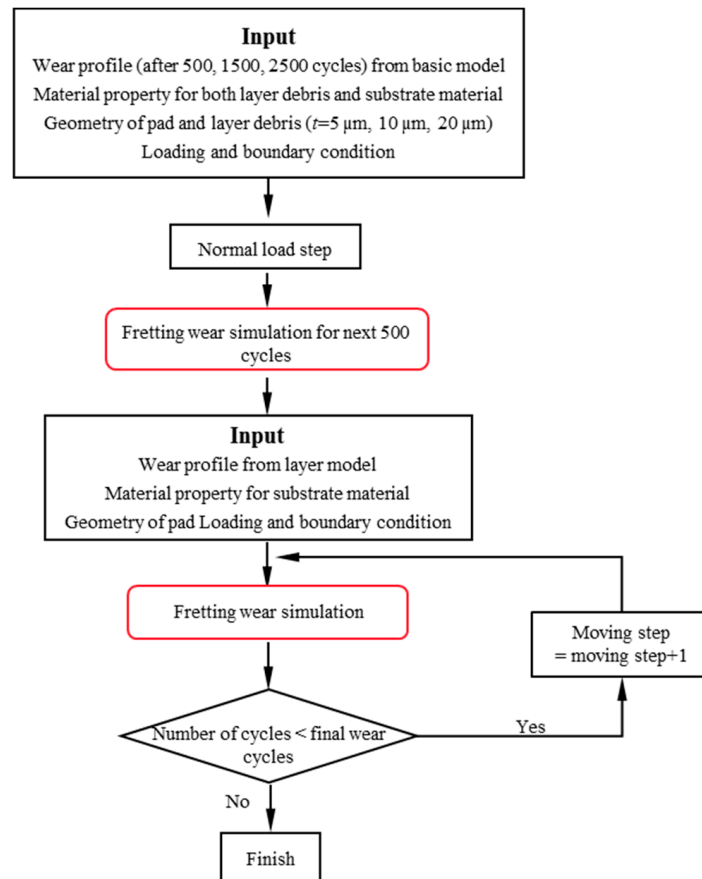 Input
Wear profile (after 500, 1500, 2500 cycles) from basic model
Material property for both layer debris and substrate material
Geometry of pad and layer debris (t=5 μm, 10 μm, 20 μm)
Loading and boundary condition
Normal load step
Fretting wear simulation for next 500
cycles
Input
Wear profile from layer model
Material property for substrate material
Geometry of pad Loading and boundary condition
Fretting wear simulation
Moving step
= moving step+1
Number of cycles < final wear
cycles
Yes
No
Finish